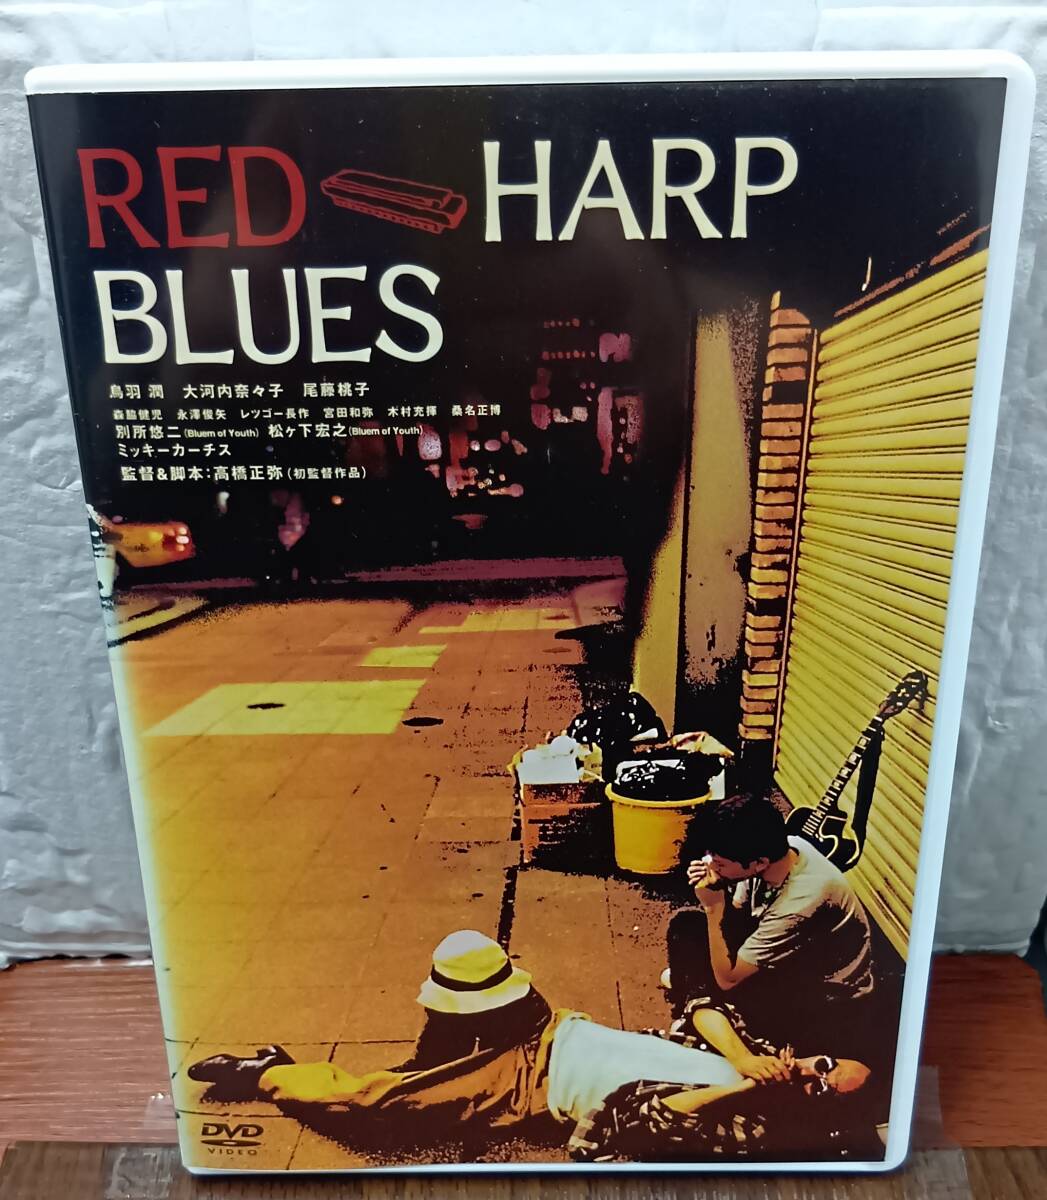 RED HARP
BLUES
鳥羽 潤 大河内奈々子 尾藤桃子
森脇健児 永澤俊矢 レツゴー長作 宮田和弥 木村充揮 桑名正博
別所悠二(Bluem of Youth) 松ヶ下宏之(Bluem of Youth)
ミッキーカーチス
監督&脚本:高橋正弥(初監督作品)
DVD
VIDEO